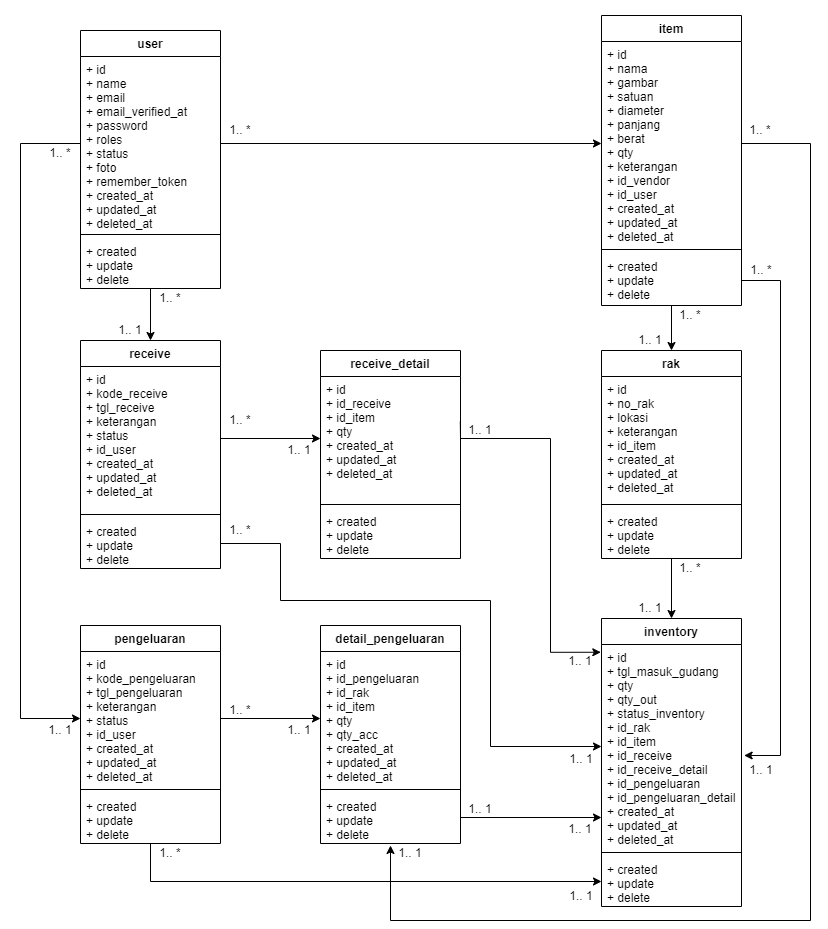 user
+ id
+ name
+ email
+ email_verified_at
+ password
+ roles
+ status
+ foto
+ remember_token
+ created_at
+ updated_at
+ deleted_at
+ created
+ update
+ delete
1.. *
1.. *
1.. *
1.. 1
item
+ id
+ nama
+ gambar
+ satuan
+ diameter
+ panjang
+ berat
+ qty
+ keterangan
+ id_vendor
+ id_user
+ created_at
+ updated_at
+ deleted_at
+ created
+ update
+ delete
1.. *
1.. *
1.. *
1.. 1
receive
+ id
+ kode_receive
+ tgl_receive
+ keterangan
+ status
+ id_user
+ created_at
+ updated_at
+ deleted_at
+ created
+ update
+ delete
1.. *
1.. 1
1.. *
receive_detail
+ id
+ id_receive
+ id_item
+ qty
+ created_at
+ updated_at
+ deleted_at
+ created
+ update
+ delete
1.. 1
1.. 1
rak
+ id
+ no_rak
+ lokasi
+ keterangan
+ id_item
+ created_at
+ updated_at
+ deleted_at
+ created
+ update
+ delete
1.. *
1.. 1
pengeluaran
+ id
+ kode_pengeluaran
+ tgl_pengeluaran
+ keterangan
+ status
+ id_user
+ created_at
+ updated_at
+ deleted_at
+ created
+ update
+ delete
1.. 1
1.. *
1.. 1
1.. *
detail_pengeluaran
+ id
+ id_pengeluaran
+ id_rak
+ id_item
+ qty
+ qty_acc
+ created_at
+ updated_at
+ deleted_at
+ created
+ update
+ delete
1.. 1
1.. 1
1.. 1
1.. 1
1.. 1
inventory
+ id
+ tgl_masuk_gudang
+ qty
+ qty_out
+ status_inventory
+ id_rak
+ id_item
+ id_receive
+ id_receive_detail
+ id_pengeluaran
+ id_pengeluaran_detail
+ created_at
+ updated_at
+ deleted_at
+ created
+ update
+ delete
1.. 1